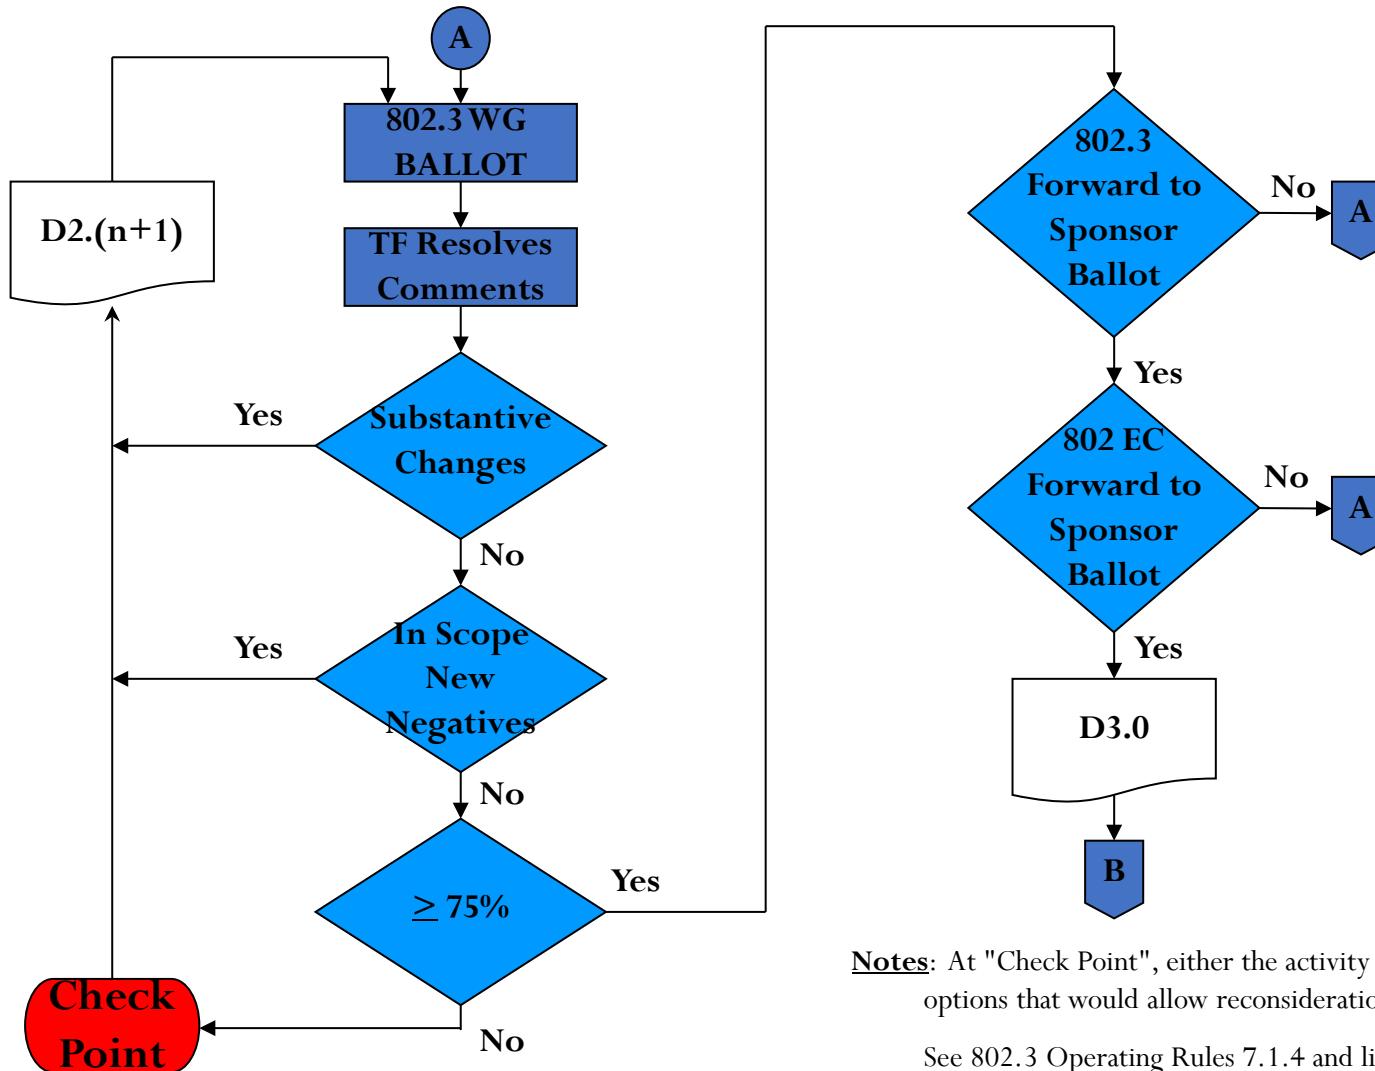 A
802.3 WG
BALLOT
D2.(n+1)
TF Resolves
Comments
Yes
Substantive
Changes
No
Yes
In Scope
New
Negatives
No
≥ 75%
Yes
Check
Point
No
802.3
Forward to
Sponsor
Ballot
No
A
Yes
802 EC
Forward to
Sponsor
Ballot
No
A
Yes
D3.0
B
Notes: At "Check Point", either the activity
options that would allow
See 802.3 Operating Rules 7.1.4 and